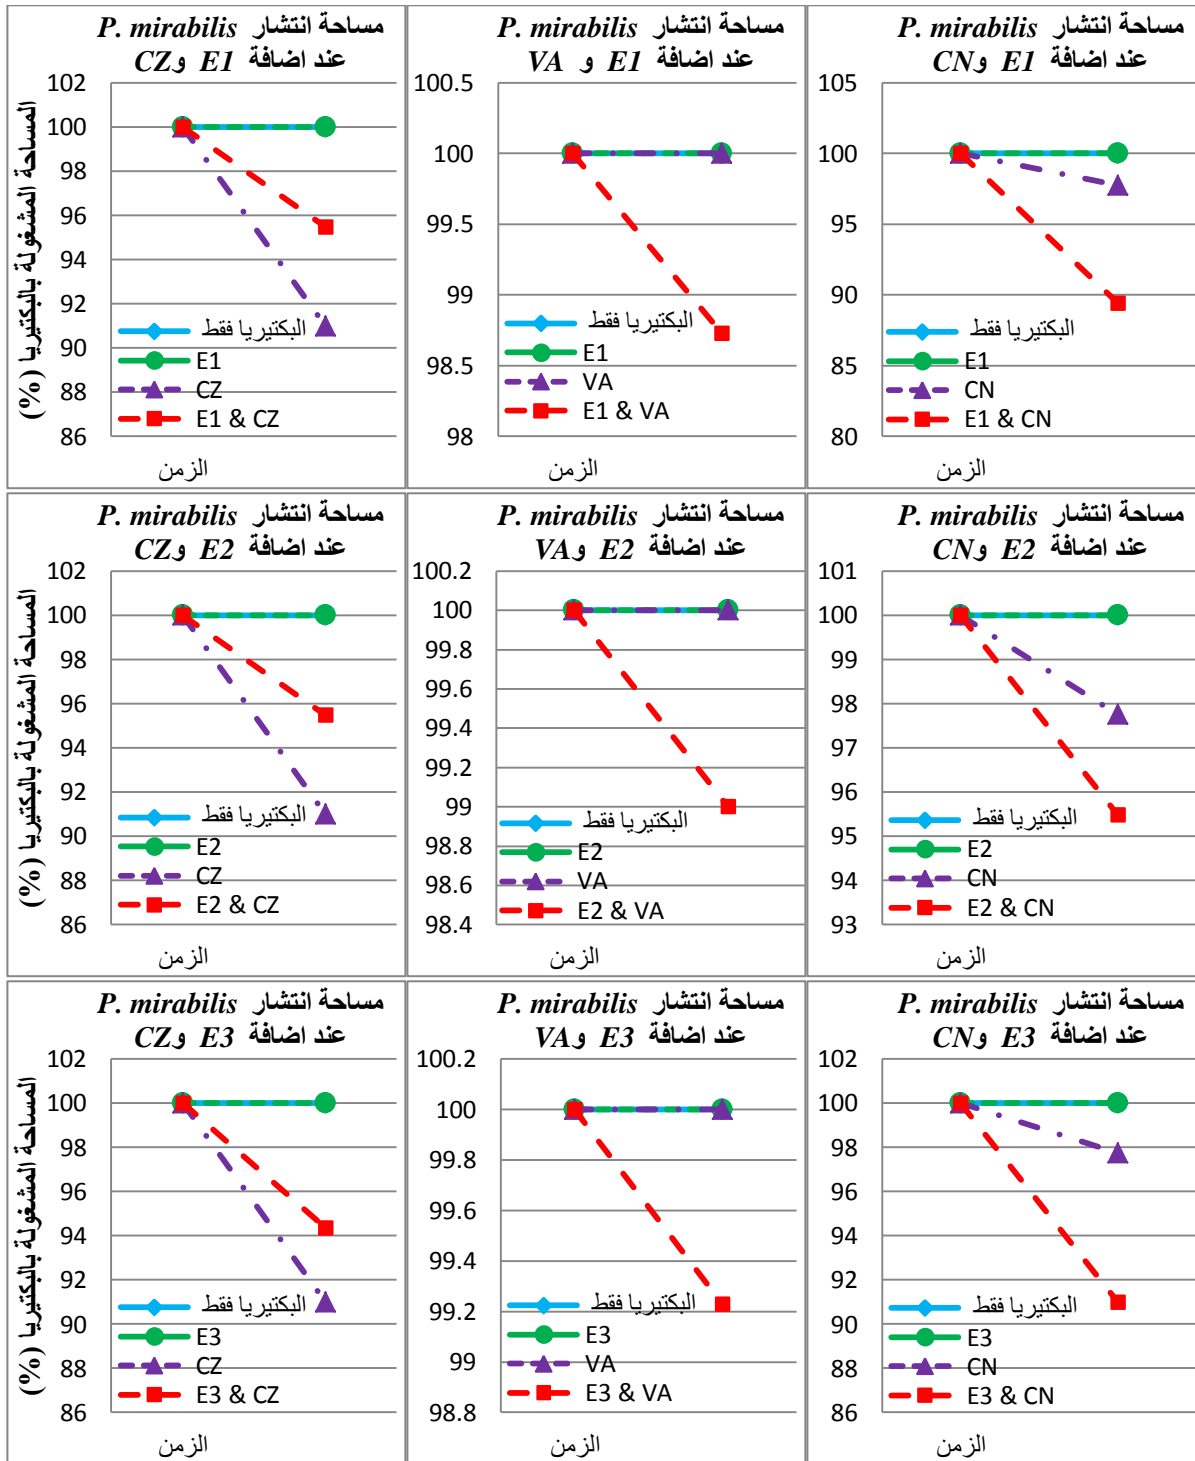 مساحة انتشار P. mirabilis
عند اضافة E1 وCZ
المساحة المشغولة بالبكتيريا (%)
102
100
98
96
94
92
90
88
86
البكتيريا فقط
E1
CZ
E1 & CZ
الزمن
مساحة انتشار P. mirabilis
عند اضافة E1 و VA
100.5
100
99.5
99
98.5
98
البكتيريا فقط
E1
VA
E1 & VA
الزمن
مساحة انتشار P. mirabilis
عند اضافة E1 وCN
105
100
95
90
85
80
البكتيريا فقط
E1
CN
E1 & CN
الزمن
مساحة انتشار P. mirabilis
عند اضافة E2 وCZ
المساحة المشغولة بالبكتيريا (%)
102
100
98
96
94
92
90
88
86
البكتيريا فقط
E2
CZ
E2 & CZ
الزمن
مساحة انتشار P. mirabilis
عند اضافة E2 وVA
100.2
100
99.8
99.6
99.4
99.2
99
98.8
98.6
98.4
البكتيريا فقط
E2
VA
E2 & VA
الزمن
مساحة انتشار P. mirabilis
عند اضافة E2 وCN
101
100
99
98
97
96
95
94
93
البكتيريا فقط
E2
CN
E2 & CN
الزمن
مساحة انتشار P. mirabilis
عند اضافة E3 وCZ
المساحة المشغولة بالبكتيريا (%)
102
100
98
96
94
92
90
88
86
البكتيريا فقط
E3
CZ
E3 & CZ
الزمن
مساحة انتشار P. mirabilis
عند اضافة E3 وVA
100.2
100
99.8
99.6
99.4
99.2
99
98.8
البكتيريا فقط
E3
VA
E3 & VA
الزمن
مساحة انتشار P. mirabilis
عند اضافة E3 وCN
102
100
98
96
94
92
90
88
86
البكتيريا فقط
E3
CN
E3 & CN
الزمن